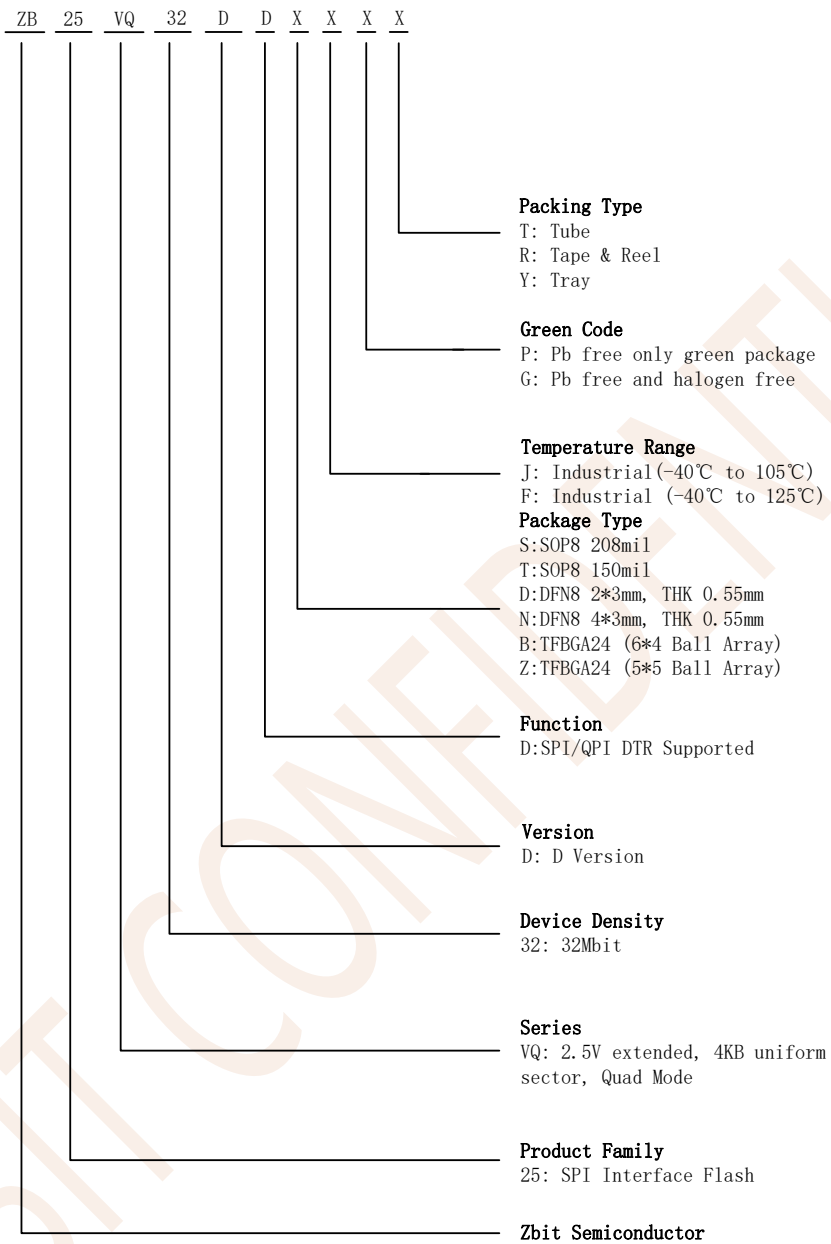 ZB 25 VQ 32 D D X X X X
Packing Type
T: Tube
R: Tape & Reel
Y: Tray
Green Code
P: Pb free only green package
G: Pb free and halogen free
Temperature Range
J: Industrial(-40℃ to 105℃)
F: Industrial (-40℃ to 125℃)
Package Type
S:SOP8 208mil
T:SOP8 150mil
D:DFN8 2*3mm, THK 0.55mm
N:DFN8 4*3mm, THK 0.55mm
B:TFBGA24 (6*4 Ball Array)
Z:TFBGA24 (5*5 Ball Array)
Function
D:SPI/QPI DTR Supported
Version
D: D Version
Device Density
32: 32Mbit
Series
VQ: 2.5V extended, 4KB uniform
sector, Quad Mode
Product Family
25: SPI Interface Flash
Zbit Semiconductor